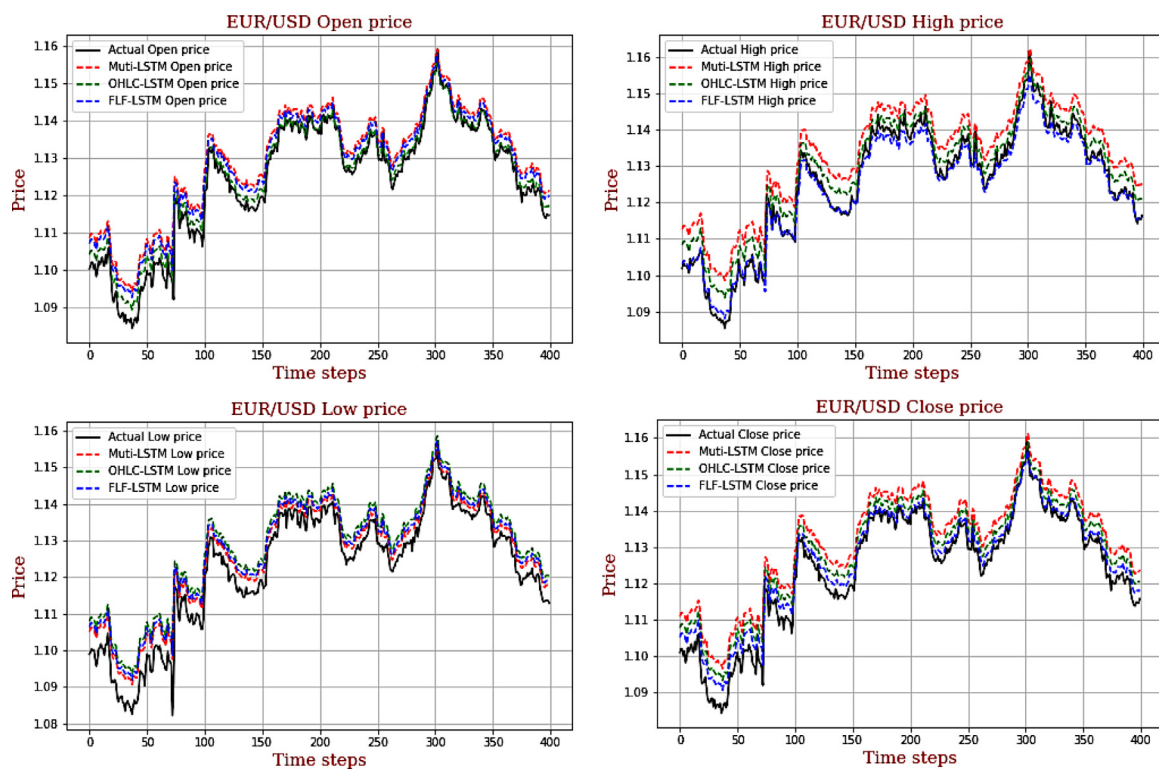 EUR/USD Open price
1.16
1.15
1.14
1.13
1.12
1.11
1.10
1.09
Price
Actual Open price
Muti-LSTM Open price
OHLC-LSTM Open price
FLF-LSTM Open price
0 50 100 150 200 250 300 350 400
Time steps
EUR/USD High price
1.16
1.15
1.14
1.13
1.12
1.11
1.10
1.09
Price
Actual High price
Muti-LSTM High price
OHLC-LSTM High price
FLF-LSTM High price
0 50 100 150 200 250 300 350 400
Time steps
EUR/USD Low price
1.16
1.15
1.14
1.13
1.12
1.11
1.10
1.09
1.08
Price
Actual Low price
Muti-LSTM Low price
OHLC-LSTM Low price
FLF-LSTM Low price
0 50 100 150 200 250 300 350 400
Time steps
EUR/USD Close price
1.16
1.15
1.14
1.13
1.12
1.11
1.10
1.09
Price
Actual Close price
Muti-LSTM Close price
OHLC-LSTM Close price
FLF-LSTM Close price
0 50 100 150 200 250 300 350 400
Time steps